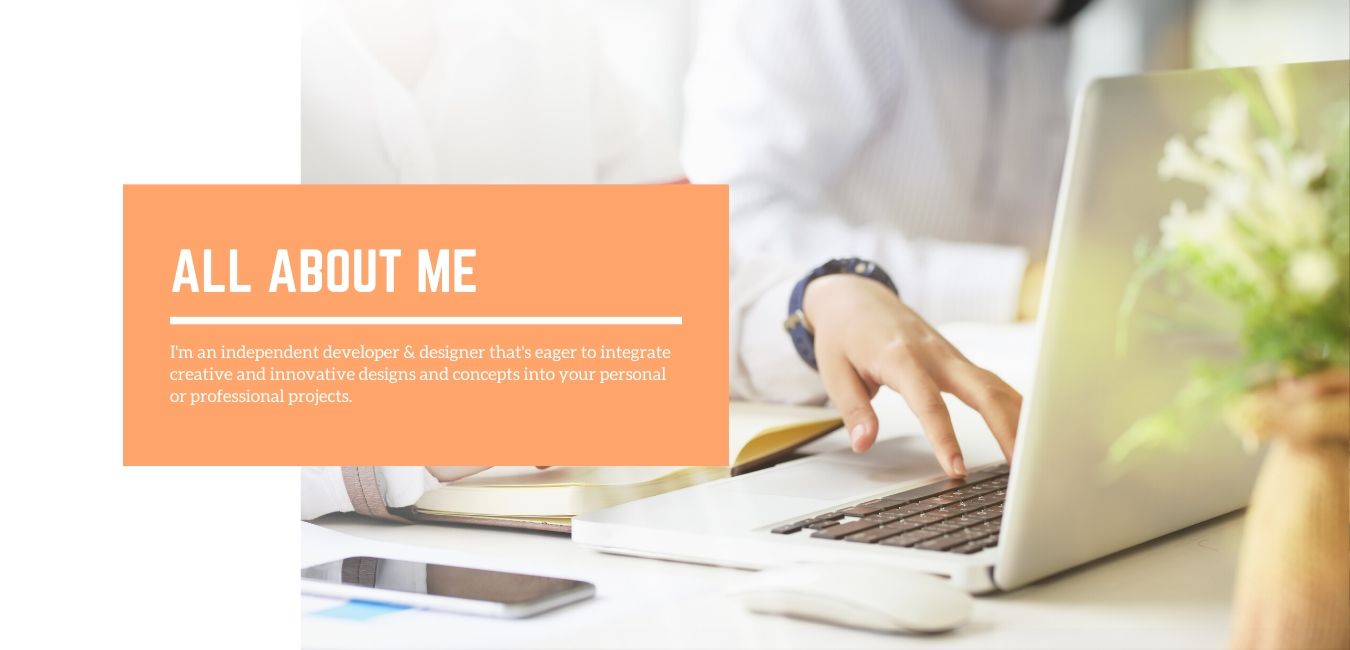 ALL ABOUT ME
I'm an independent developer & designer that's eager to integrate
creative and innovative designs and concepts into your personal
or professional projects.